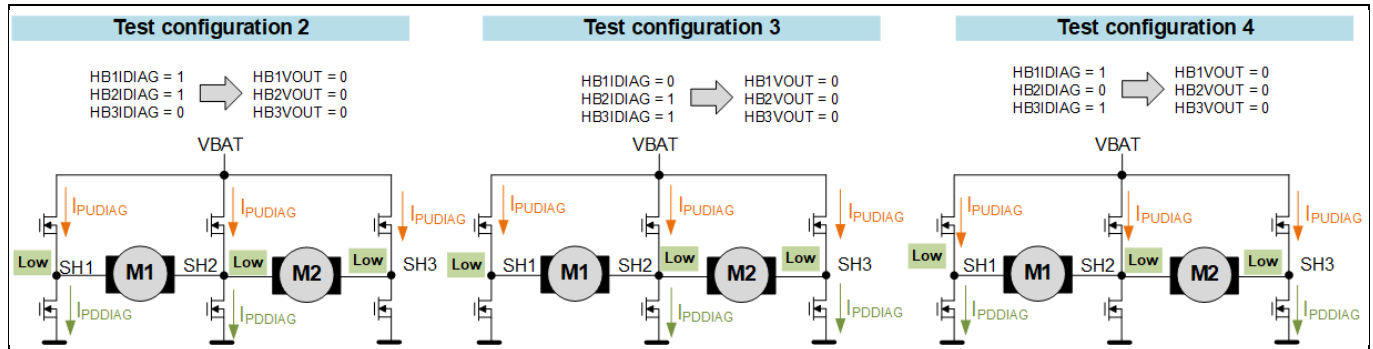 Test configuration 2
HB1IDIAG = 1
HB2IDIAG = 1
HB3IDIAG = 0
HB1VOUT = 0
HB2VOUT = 0
HB3VOUT = 0
VBAT
IPUDIAG
IPUDIAG
IPUDIAG
Low
SH1
M1
SH2
Low
M2
Low
SH3
IPDDIAG
IPDDIAG
Test configuration 3
HB1IDIAG = 0
HB2IDIAG = 1
HB3IDIAG = 1
HB1VOUT = 0
HB2VOUT = 0
HB3VOUT = 0
VBAT
IPUDIAG
IPUDIAG
IPUDIAG
Low
SH1
M1
SH2
Low
M2
Low
SH3
IPDDIAG
IPDDIAG
Test configuration 4
HB1IDIAG = 1
HB2IDIAG = 0
HB3IDIAG = 1
HB1VOUT = 0
HB2VOUT = 0
HB3VOUT = 0
VBAT
IPUDIAG
IPUDIAG
IPUDIAG
Low
SH1
M1
SH2
Low
M2
Low
SH3
IPDDIAG
IPDDIAG